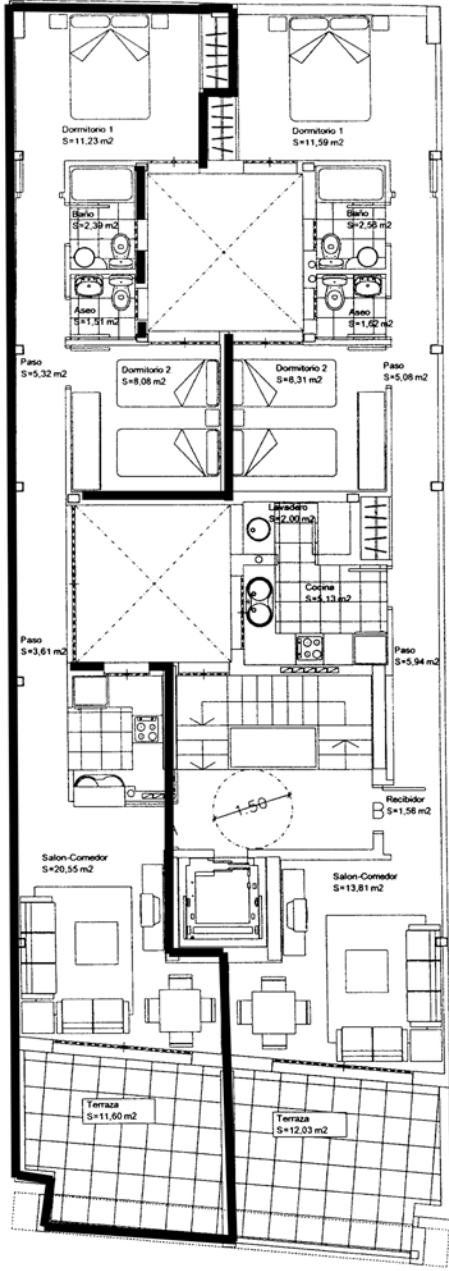 Dormitorio 1
S=11,23 m2
Dormitorio 1
S=11,59 m2
Baño
S=2,39 m2
Baño
S=2,56 m2
Aseo
S=1,51 m2
Aseo
S=1,62 m2
Paso
S=5,32 m2
Dormitorio 2
S=8,08 m2
Dormitorio 2
S=8,31 m2
Paso
S=5,08 m2
Lavadero
S=2,00 m2
Cocina
S=5,13 m2
Paso
S=3,61 m2
Paso
S=5,94 m2
1.50
Recibidor
S=1,56 m2
B
Salon-Comedor
S=20,55 m2
Salon-Comedor
S=13,81 m2
Terraza
S=11,60 m2
Terraza
S=12,03 m2